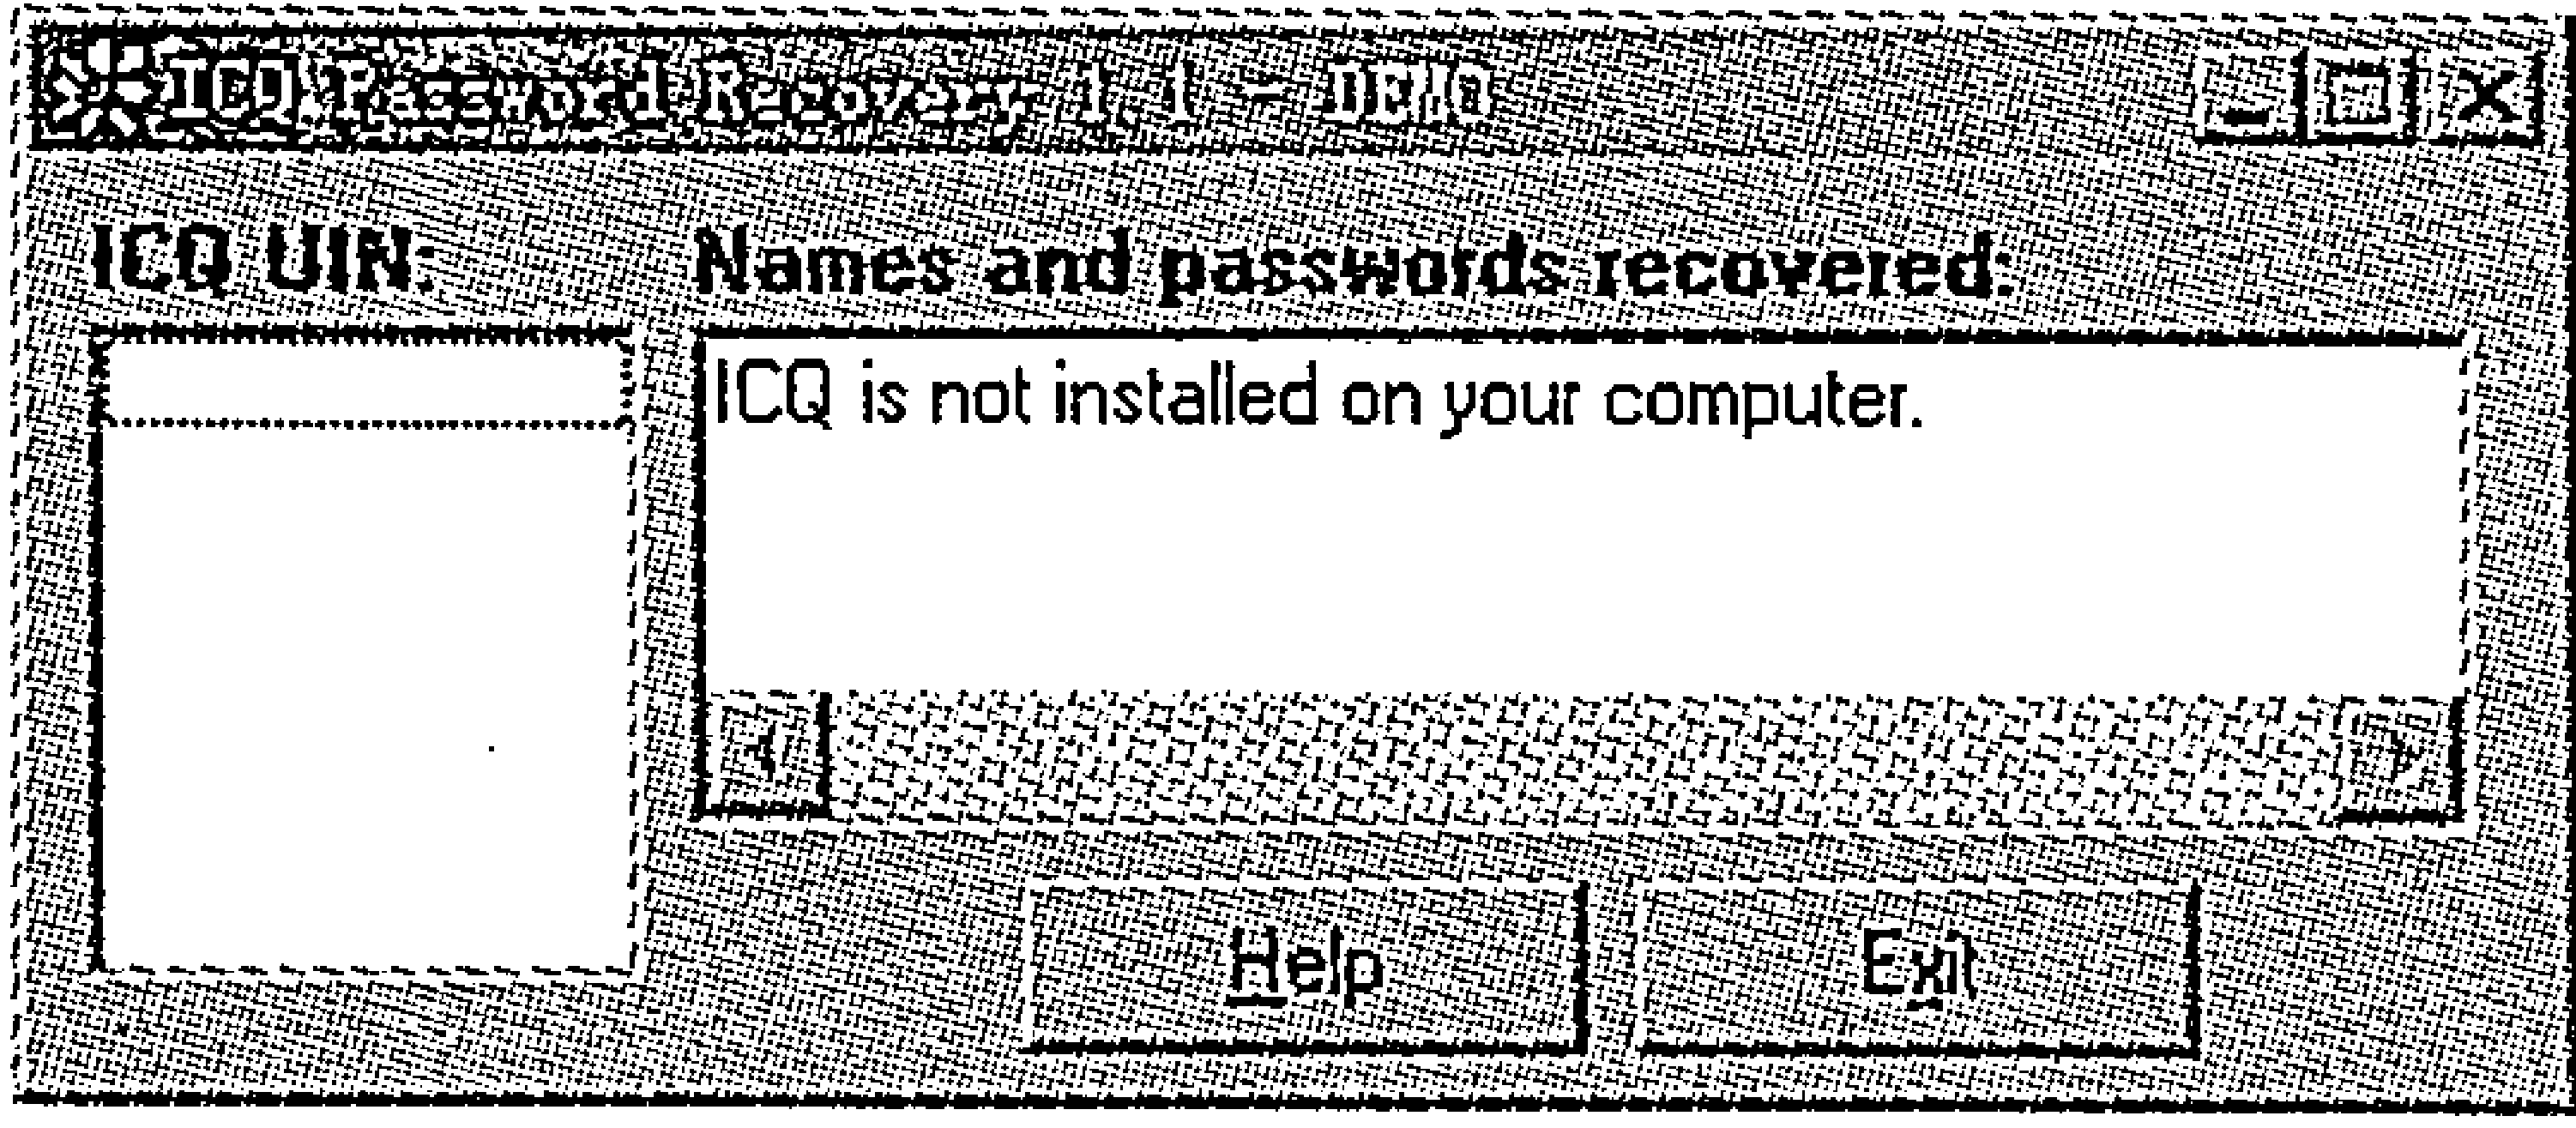 ICQ Password Recovery 1.1 - DEMO
ICQ UIN:
Names and passwords recovered:
ICQ is not installed on your computer.
Help
Exit